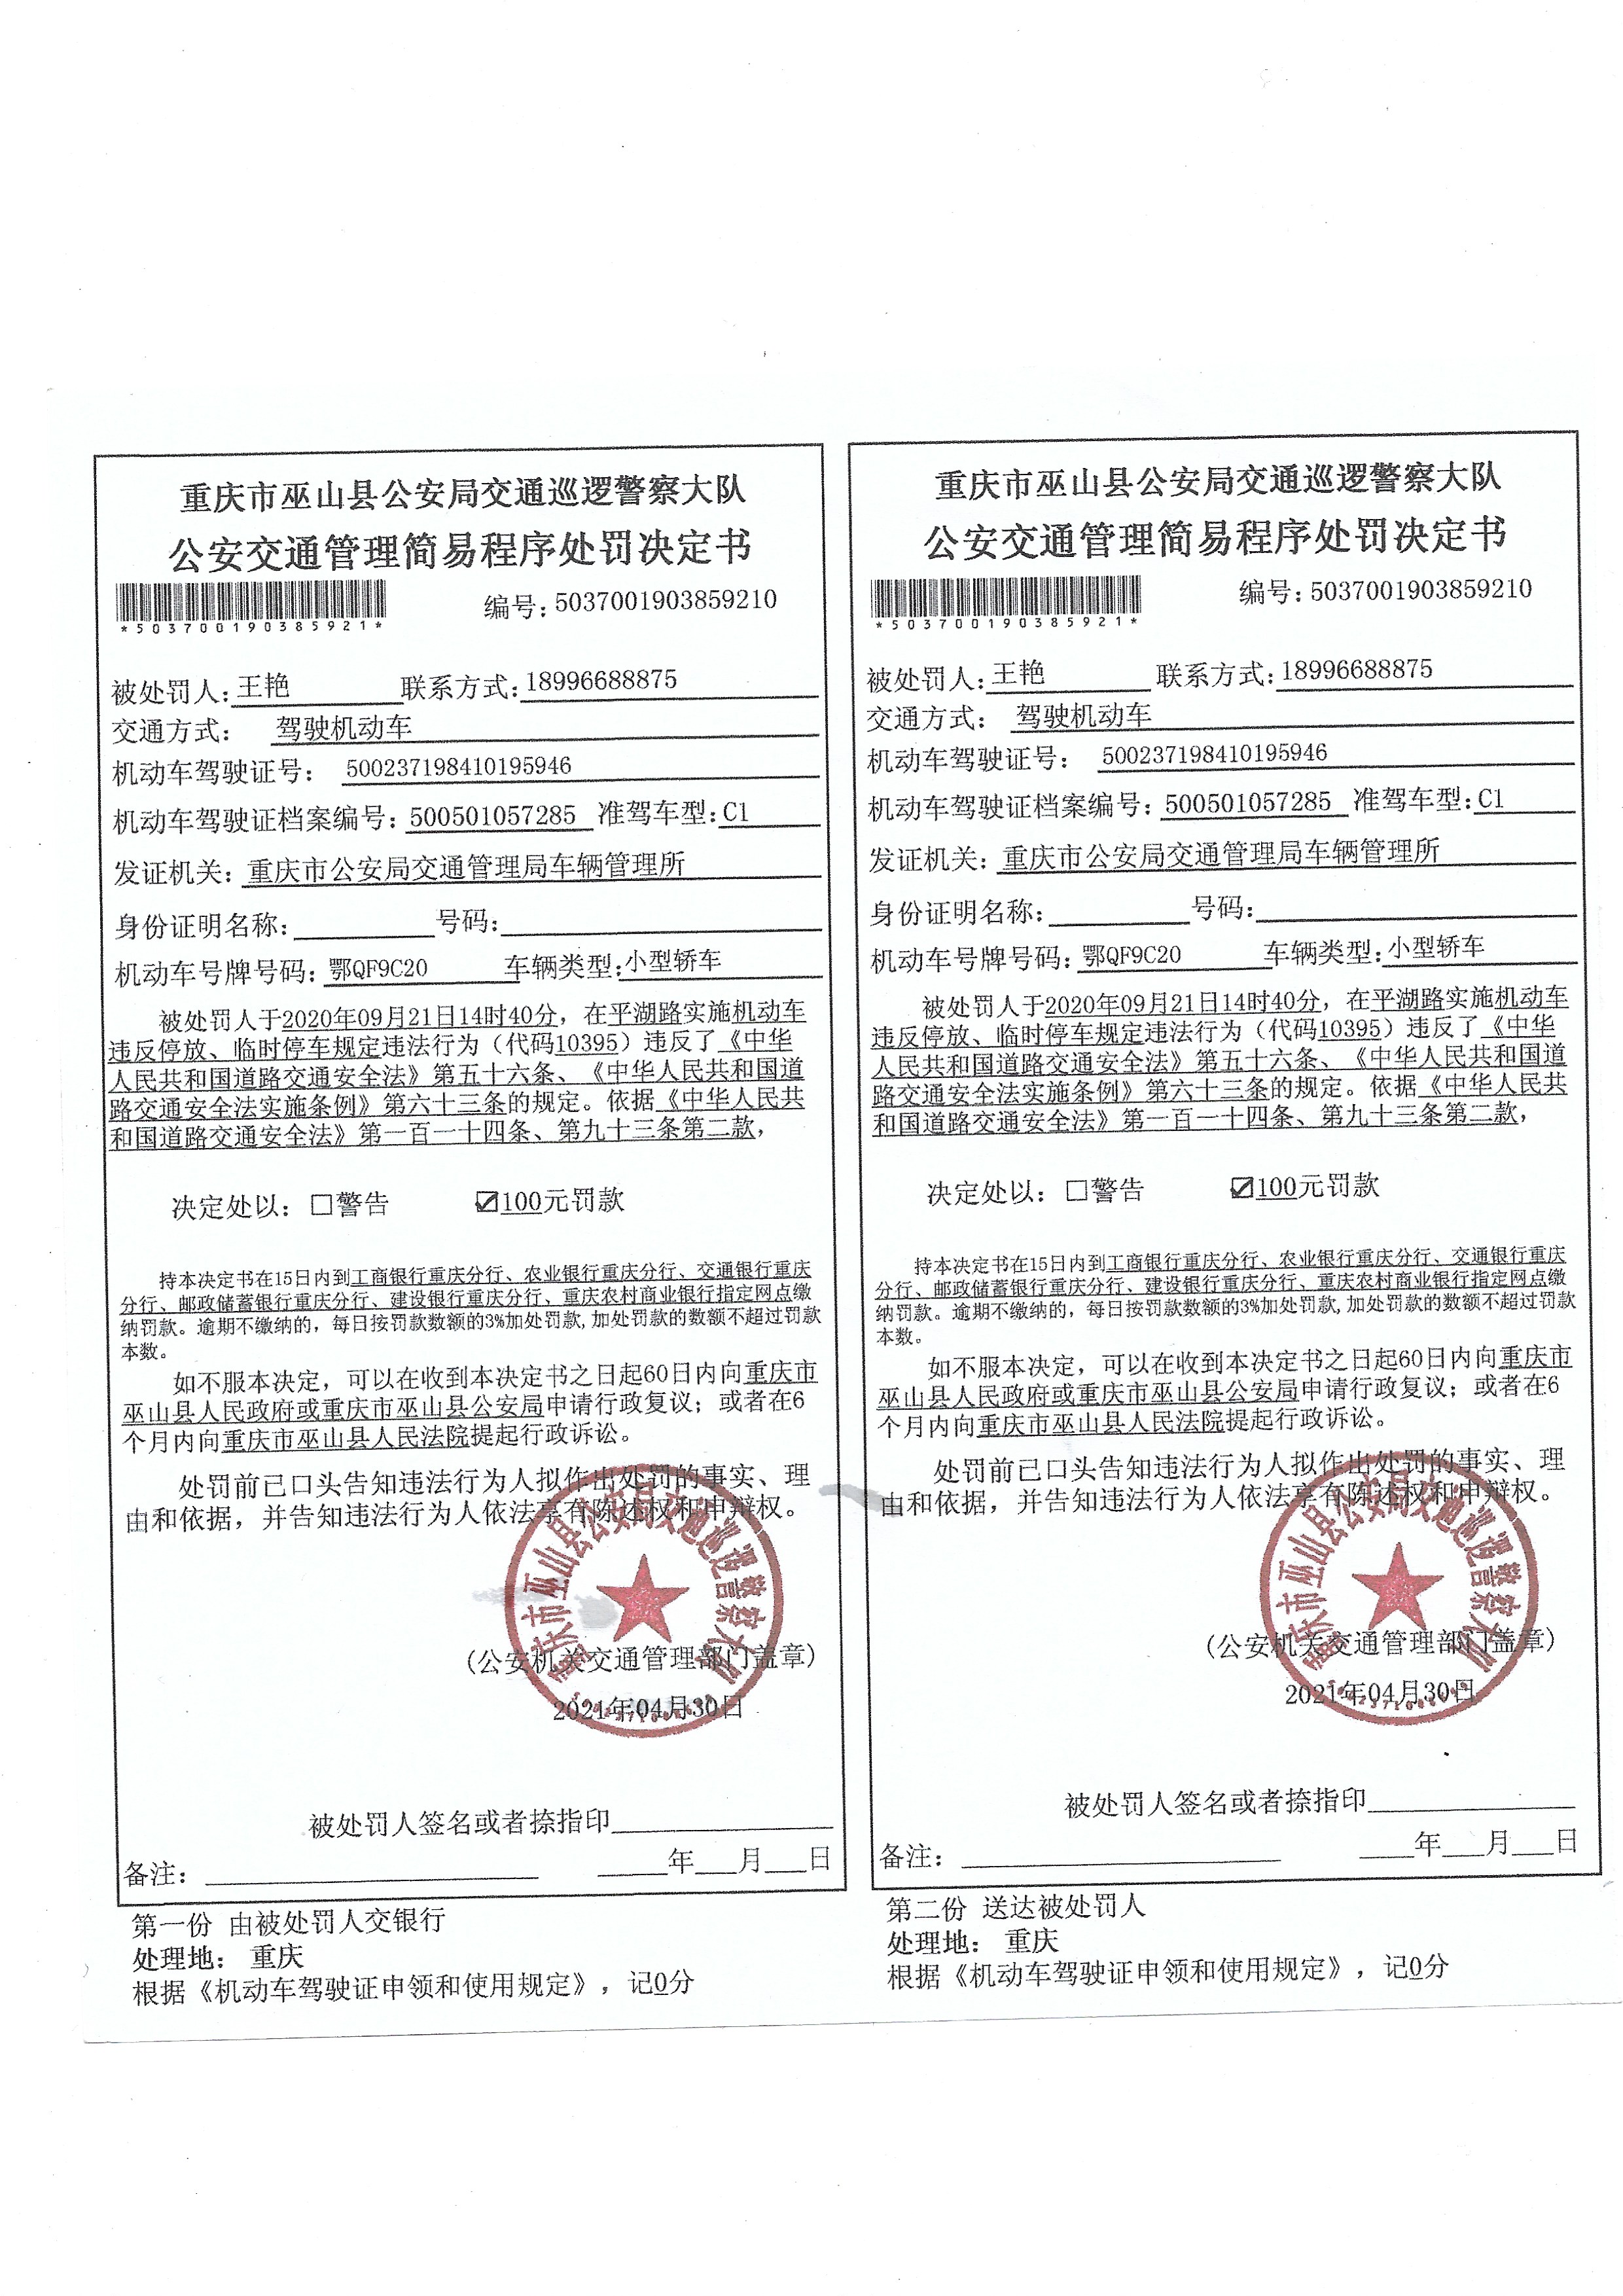 重庆市巫山县公安局交通巡逻警察大队
公安交通管理简易程序处罚决定书
*503700190385921*
编号：5037001903859210
被处罚人：王艳 联系方式：18996688875
交通方式： 驾驶机动车
机动车驾驶证号： 500237198410195946
机动车驾驶证档案编号：500501057285 准驾车型：C1
发证机关：重庆市公安局交通管理局车辆管理所
身份证明名称： 号码：
机动车号牌号码：鄂QF9C20 车辆类型：小型轿车
被处罚人于2020年09月21日14时40分，在平湖路实施机动车
违反停放、临时停车规定违法行为（代码10395）违反了《中华
人民共和国道路交通安全法》第五十六条、《中华人民共和国道
路交通安全法实施条例》第六十三条的规定。依据《中华人民共
和国道路交通安全法》第一百一十四条、第九十三条第二款，
决定处以：□警告 ☑100元罚款
持本决定书在15日内到工商银行重庆分行、农业银行重庆分行、交通银行重庆
分行、邮政储蓄银行重庆分行、建设银行重庆分行、重庆农村商业银行指定网点缴
纳罚款。逾期不缴纳的，每日按罚款数额的3%加处罚款,加处罚款的数额不超过罚款
本数。
如不服本决定，可以在收到本决定书之日起60日内向重庆市
巫山县人民政府或重庆市巫山县公安局申请行政复议；或者在6
个月内向重庆市巫山县人民法院提起行政诉讼。
处罚前已口头告知违法行为人拟作出处罚的事实、理
由和依据，并告知违法行为人依法享有陈述权和申辩权。
重庆市巫山县公安局交通巡逻警察大队
（公安机关交通管理部门盖章）
2021年04月30日
被处罚人签名或者捺指印
备注： 年 月 日
第一份 由被处罚人交银行
处理地： 重庆
根据《机动车驾驶证申领和使用规定》，记0分
重庆市巫山县公安局交通巡逻警察大队
公安交通管理简易程序处罚决定书
*503700190385921*
编号：5037001903859210
被处罚人：王艳 联系方式：18996688875
交通方式： 驾驶机动车
机动车驾驶证号： 500237198410195946
机动车驾驶证档案编号：500501057285 准驾车型：C1
发证机关：重庆市公安局交通管理局车辆管理所
身份证明名称： 号码：
机动车号牌号码：鄂QF9C20 车辆类型：小型轿车
被处罚人于2020年09月21日14时40分，在平湖路实施机动车
违反停放、临时停车规定违法行为（代码10395）违反了《中华
人民共和国道路交通安全法》第五十六条、《中华人民共和国道
路交通安全法实施条例》第六十三条的规定。依据《中华人民共
和国道路交通安全法》第一百一十四条、第九十三条第二款，
决定处以：□警告 ☑100元罚款
持本决定书在15日内到工商银行重庆分行、农业银行重庆分行、交通银行重庆
分行、邮政储蓄银行重庆分行、建设银行重庆分行、重庆农村商业银行指定网点缴
纳罚款。逾期不缴纳的，每日按罚款数额的3%加处罚款,加处罚款的数额不超过罚款
本数。
如不服本决定，可以在收到本决定书之日起60日内向重庆市
巫山县人民政府或重庆市巫山县公安局申请行政复议；或者在6
个月内向重庆市巫山县人民法院提起行政诉讼。
处罚前已口头告知违法行为人拟作出处罚的事实、理
由和依据，并告知违法行为人依法享有陈述权和申辩权。
重庆市巫山县公安局交通巡逻警察大队
（公安机关交通管理部门盖章）
2021年04月30日
被处罚人签名或者捺指印
备注： 年 月 日
第二份 送达被处罚人
处理地： 重庆
根据《机动车驾驶证申领和使用规定》，记0分